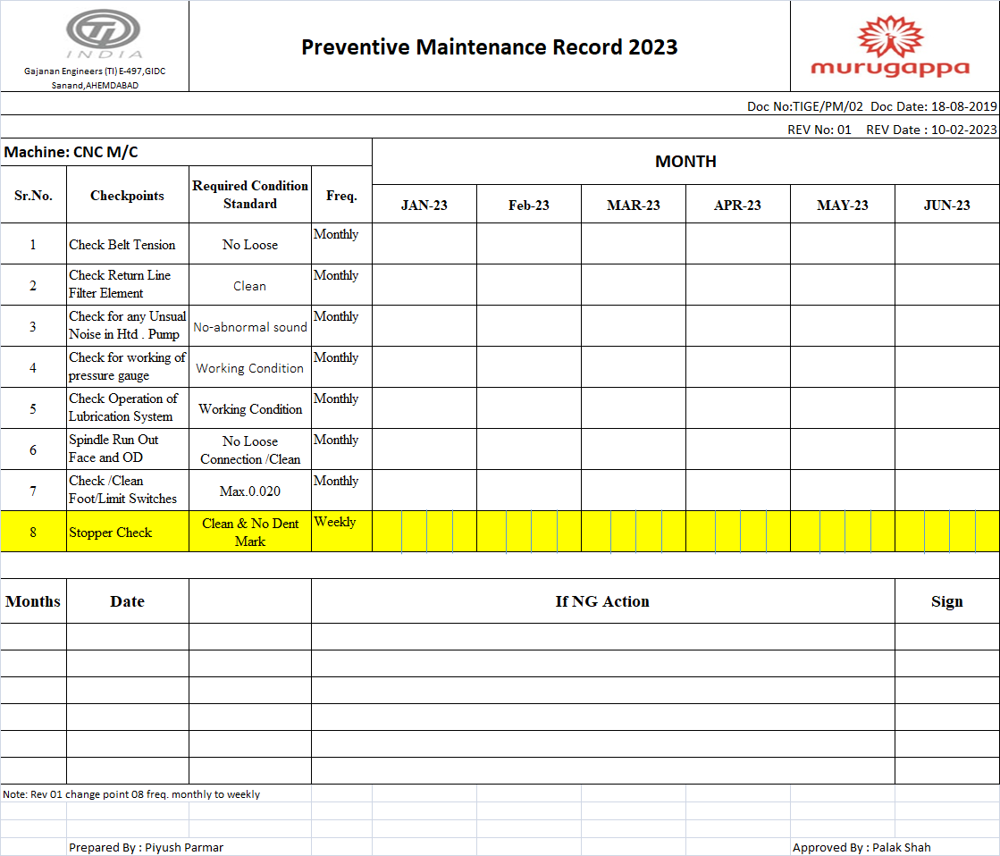 TI
INDIA
Gajanan Engineers (TI) E-497,GIDC
Sanand,AHEMDABAD
Preventive Maintenance Record 2023
murugappa
Doc No:TIGE/PM/02 Doc Date: 18-08-2019
REV No: 01 REV Date : 10-02-2023
Machine: CNC M/C
MONTH
Sr.No. Checkpoints Required Condition Standard Freq. JAN-23 Feb-23 MAR-23 APR-23 MAY-23 JUN-23
1 Check Belt Tension No Loose Monthly
2 Check Return Line Filter Element Clean Monthly
3 Check for any Unsual Noise in Htd . Pump No-abnormal sound Monthly
4 Check for working of pressure gauge Working Condition Monthly
5 Check Operation of Lubrication System Working Condition Monthly
6 Spindle Run Out Face and OD No Loose Connection /Clean Monthly
7 Check /Clean Foot/Limit Switches Max.0.020 Monthly
8 Stopper Check Clean & No Dent Mark Weekly
Months Date If NG Action Sign
Note: Rev 01 change point 08 freq. monthly to weekly
Prepared By : Piyush Parmar Approved By : Palak Shah